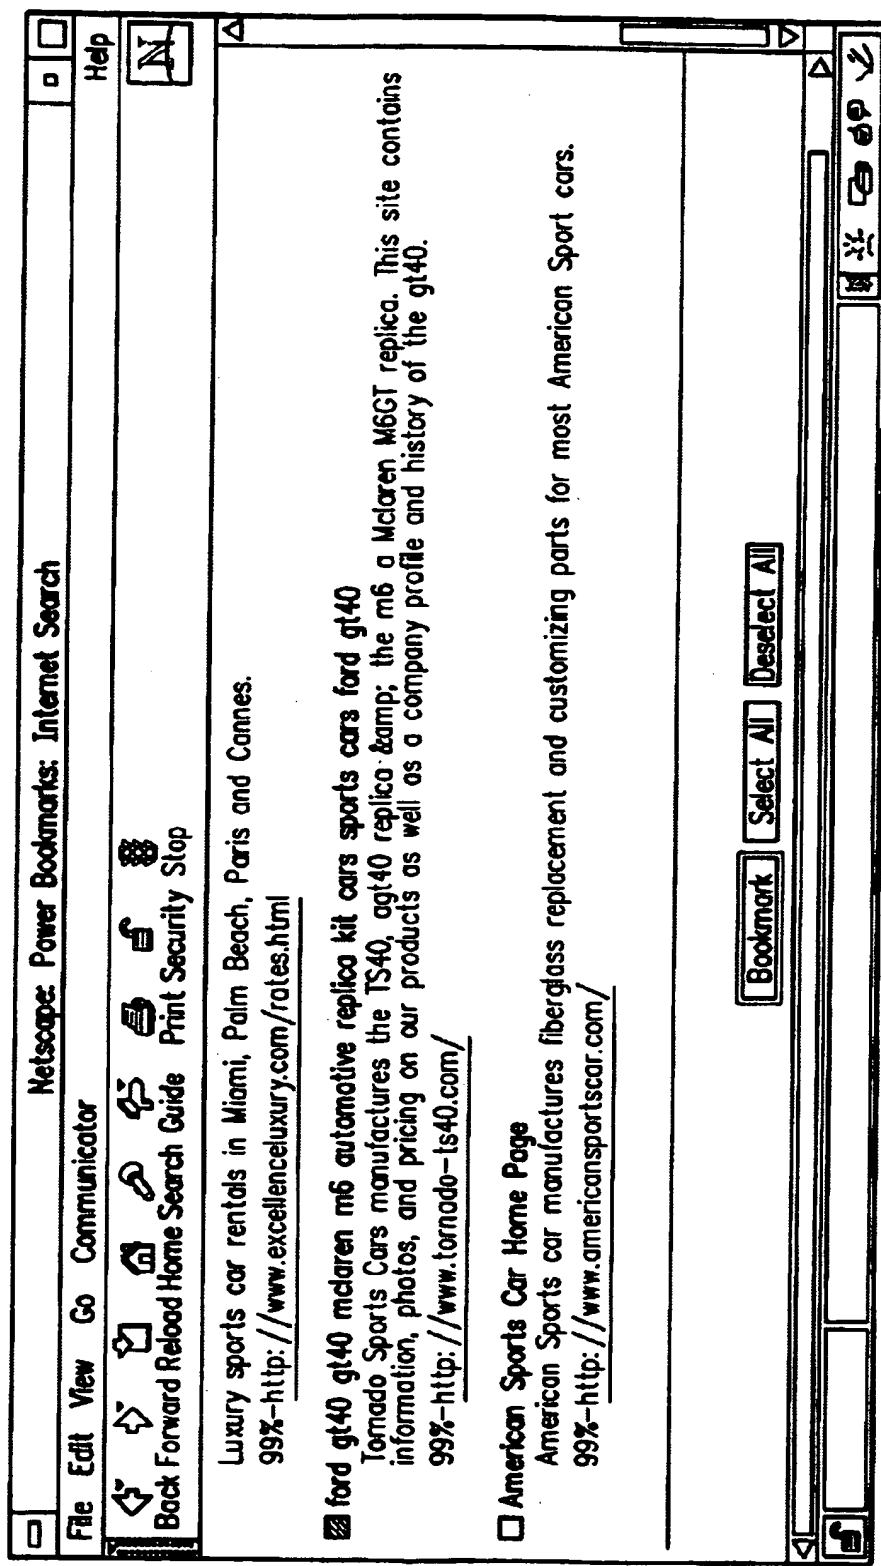 Netscape: Power Bookmarks: Internet Search
File Edit View Go Communicator Help
Back Forward Reload Home Search Guide Print Security Stop
N
Luxury sports car rentals in Miami, Palm Beach, Paris and Cannes.
99%-http://www.excellenceluxury.com/rates.html
ford gt40 gt40 mclaren m6 automotive replica kit cars sports cars ford gt40
Tornado Sports Cars manufactures the TS40, agt40 replica &amp; the m6 a Mclaren M6GT replica. This site contains
information, photos, and pricing on our products as well as a company profile and history of the gt40.
99%-http://www.tornado-ts40.com/
American Sports Car Home Page
American Sports car manufactures fiberglass replacement and customizing parts for most American Sport cars.
99%-http://www.americansportscar.com/
Bookmark Select All Deselect All